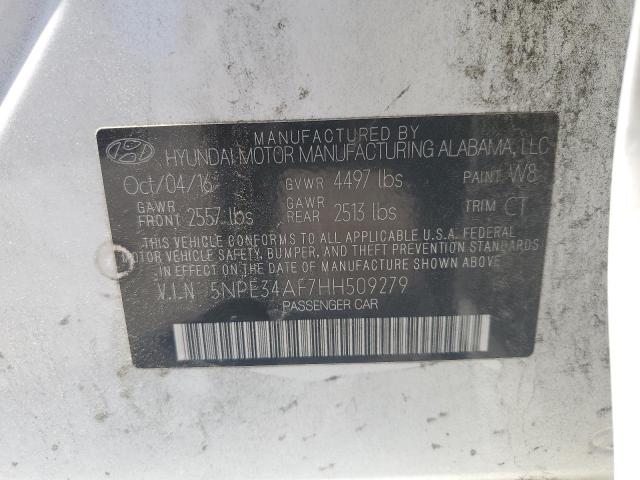 MANUFACTURED BY
HYUNDAI MOTOR MANUFACTURING ALABAMA, LLC
Oct/04/16 GVWR 4497 lbs PAINT W8
GAWR FRONT 2557 lbs GAWR REAR 2513 lbs TRIM CT
THIS VEHICLE CONFORMS TO ALL APPLICABLE U.S.A. FEDERAL
MOTOR VEHICLE SAFETY, BUMPER, AND THEFT PREVENTION STANDARDS
IN EFFECT ON THE DATE OF MANUFACTURE SHOWN ABOVE.
V.I.N 5NPE34AF7HH509279
PASSENGER CAR